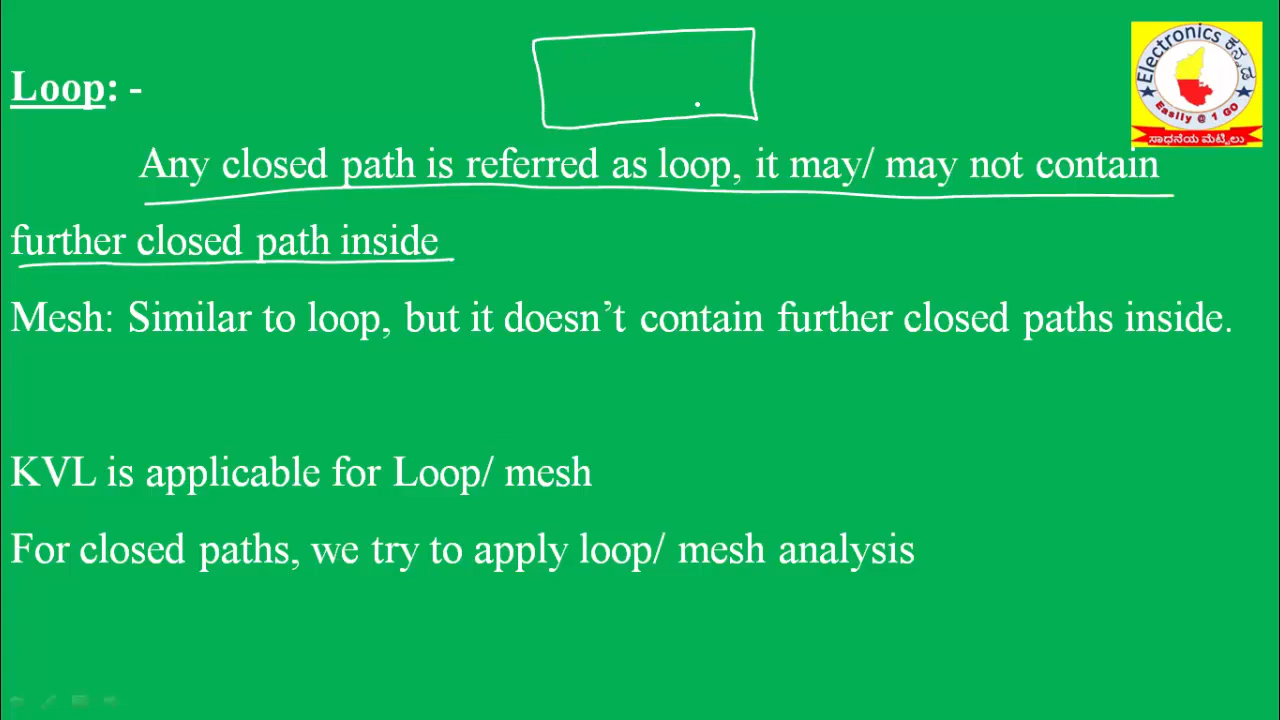 Electronics ಕನ್ನಡ
Easily @ 1 GO
ಸಾಧನೆಯ ಮೆಟ್ಟಿಲು
Loop: -
Any closed path is referred as loop, it may/ may not contain
further closed path inside
Mesh: Similar to loop, but it doesn’t contain further closed paths inside.
KVL is applicable for Loop/ mesh
For closed paths, we try to apply loop/ mesh analysis